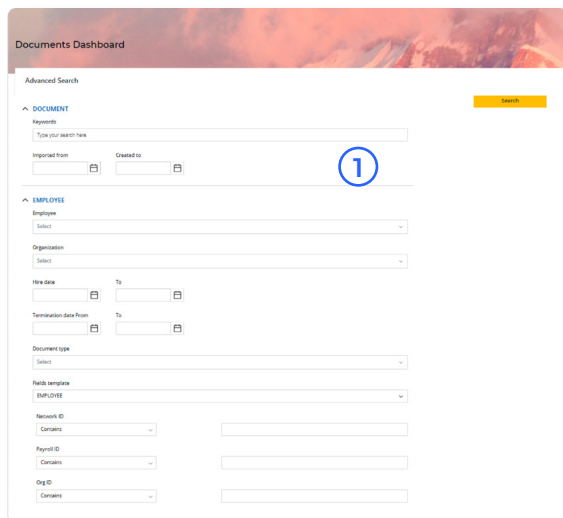 Documents Dashboard
Advanced Search
Search
DOCUMENT
Keywords
Type your search here
Imported from Created to
1
EMPLOYEE
Employee
Select
Organization
Select
Hire date To
Termination date From To
Document type
Select
Fields template
EMPLOYEE
Network ID
Contains
Payroll ID
Contains
Org ID
Contains